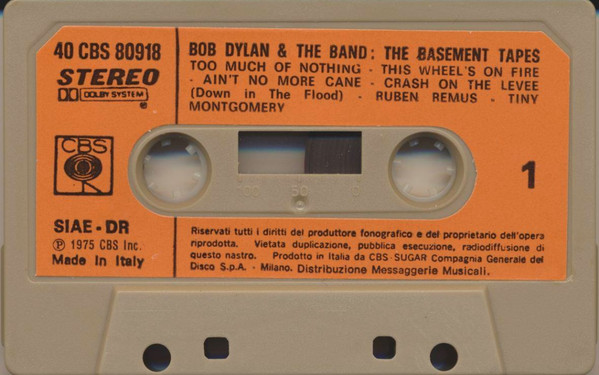 40 CBS 80918
STEREO
DOLBY SYSTEM
®
CBS
SIAE - DR
℗ 1975 CBS Inc.
Made In Italy
BOB DYLAN & THE BAND: THE BASEMENT TAPES
TOO MUCH OF NOTHING - THIS WHEEL'S ON FIRE
- AIN'T NO MORE CANE - CRASH ON THE LEVEE
(Down in The Flood) - RUBEN REMUS - TINY
MONTGOMERY
50 0
1
Riservati tutti i diritti del produttore fonografico e del proprietario dell'opera
riprodotta. Vietata duplicazione, pubblica esecuzione, radiodiffusione di
questo nastro. Prodotto in Italia da CBS-SUGAR Compagnia Generale del
Disco S.p.A. - Milano. Distribuzione Messaggerie Musicali.